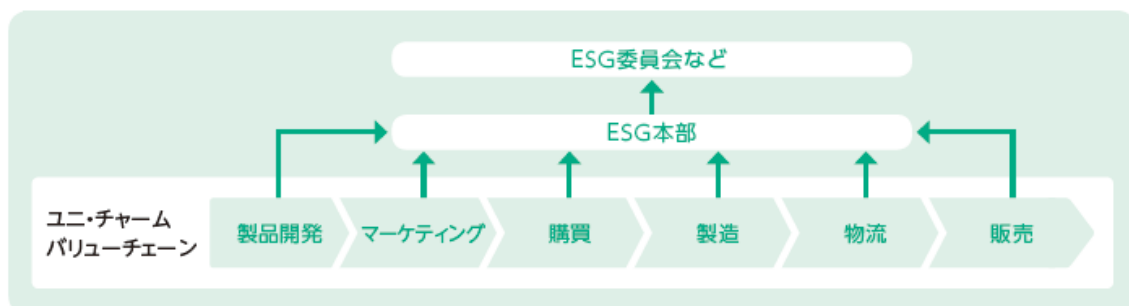 ESG委員会など
ESG本部
ユニ・チャーム
バリューチェーン
製品開発
マーケティング
購買
製造
物流
販売